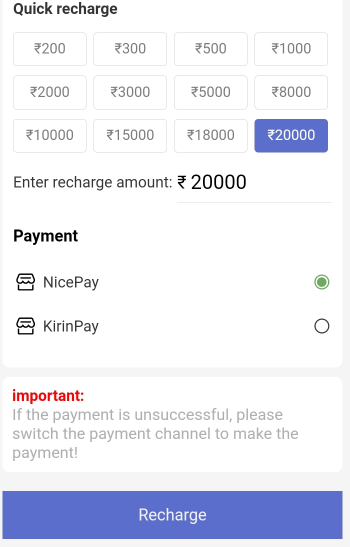 Quick recharge
₹200 ₹300 ₹500 ₹1000
₹2000 ₹3000 ₹5000 ₹8000
₹10000 ₹15000 ₹18000 ₹20000
Enter recharge amount: ₹ 20000
Payment
NicePay
KirinPay
important:
If the payment is unsuccessful, please
switch the payment channel to make the
payment!
Recharge